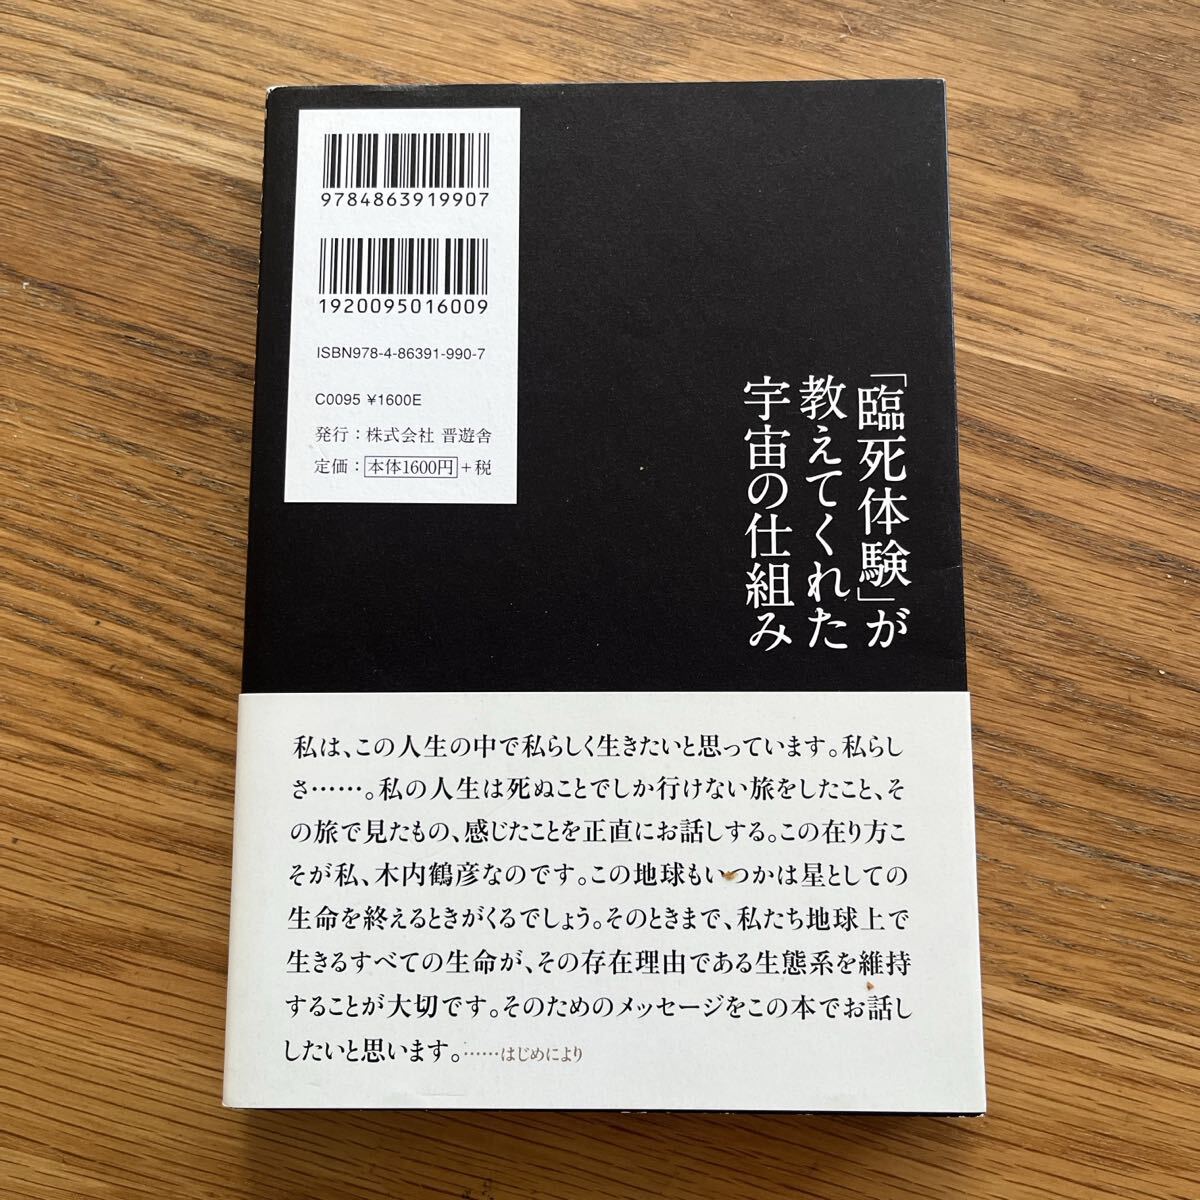 9784863919907
1920095016009
ISBN978-4-86391-990-7
C0095 ¥1600E
発行：株式会社 晋遊舎
定価：本体1600円＋税
「臨死体験」が
教えてくれた
宇宙の仕組み
私は、この人生の中で私らしく生きたいと思っています。私らし
さ……。私の人生は死ぬことでしか行けない旅をしたこと、そ
の旅で見たもの、感じたことを正直にお話しする。この在り方こ
そが私、木内鶴彦なのです。この地球もいつかは星としての
生命を終えるときがくるでしょう。そのときまで、私たち地球上で
生きるすべての生命が、その存在理由である生態系を維持
することが大切です。そのためのメッセージをこの本でお話し
したいと思います。……はじめにより